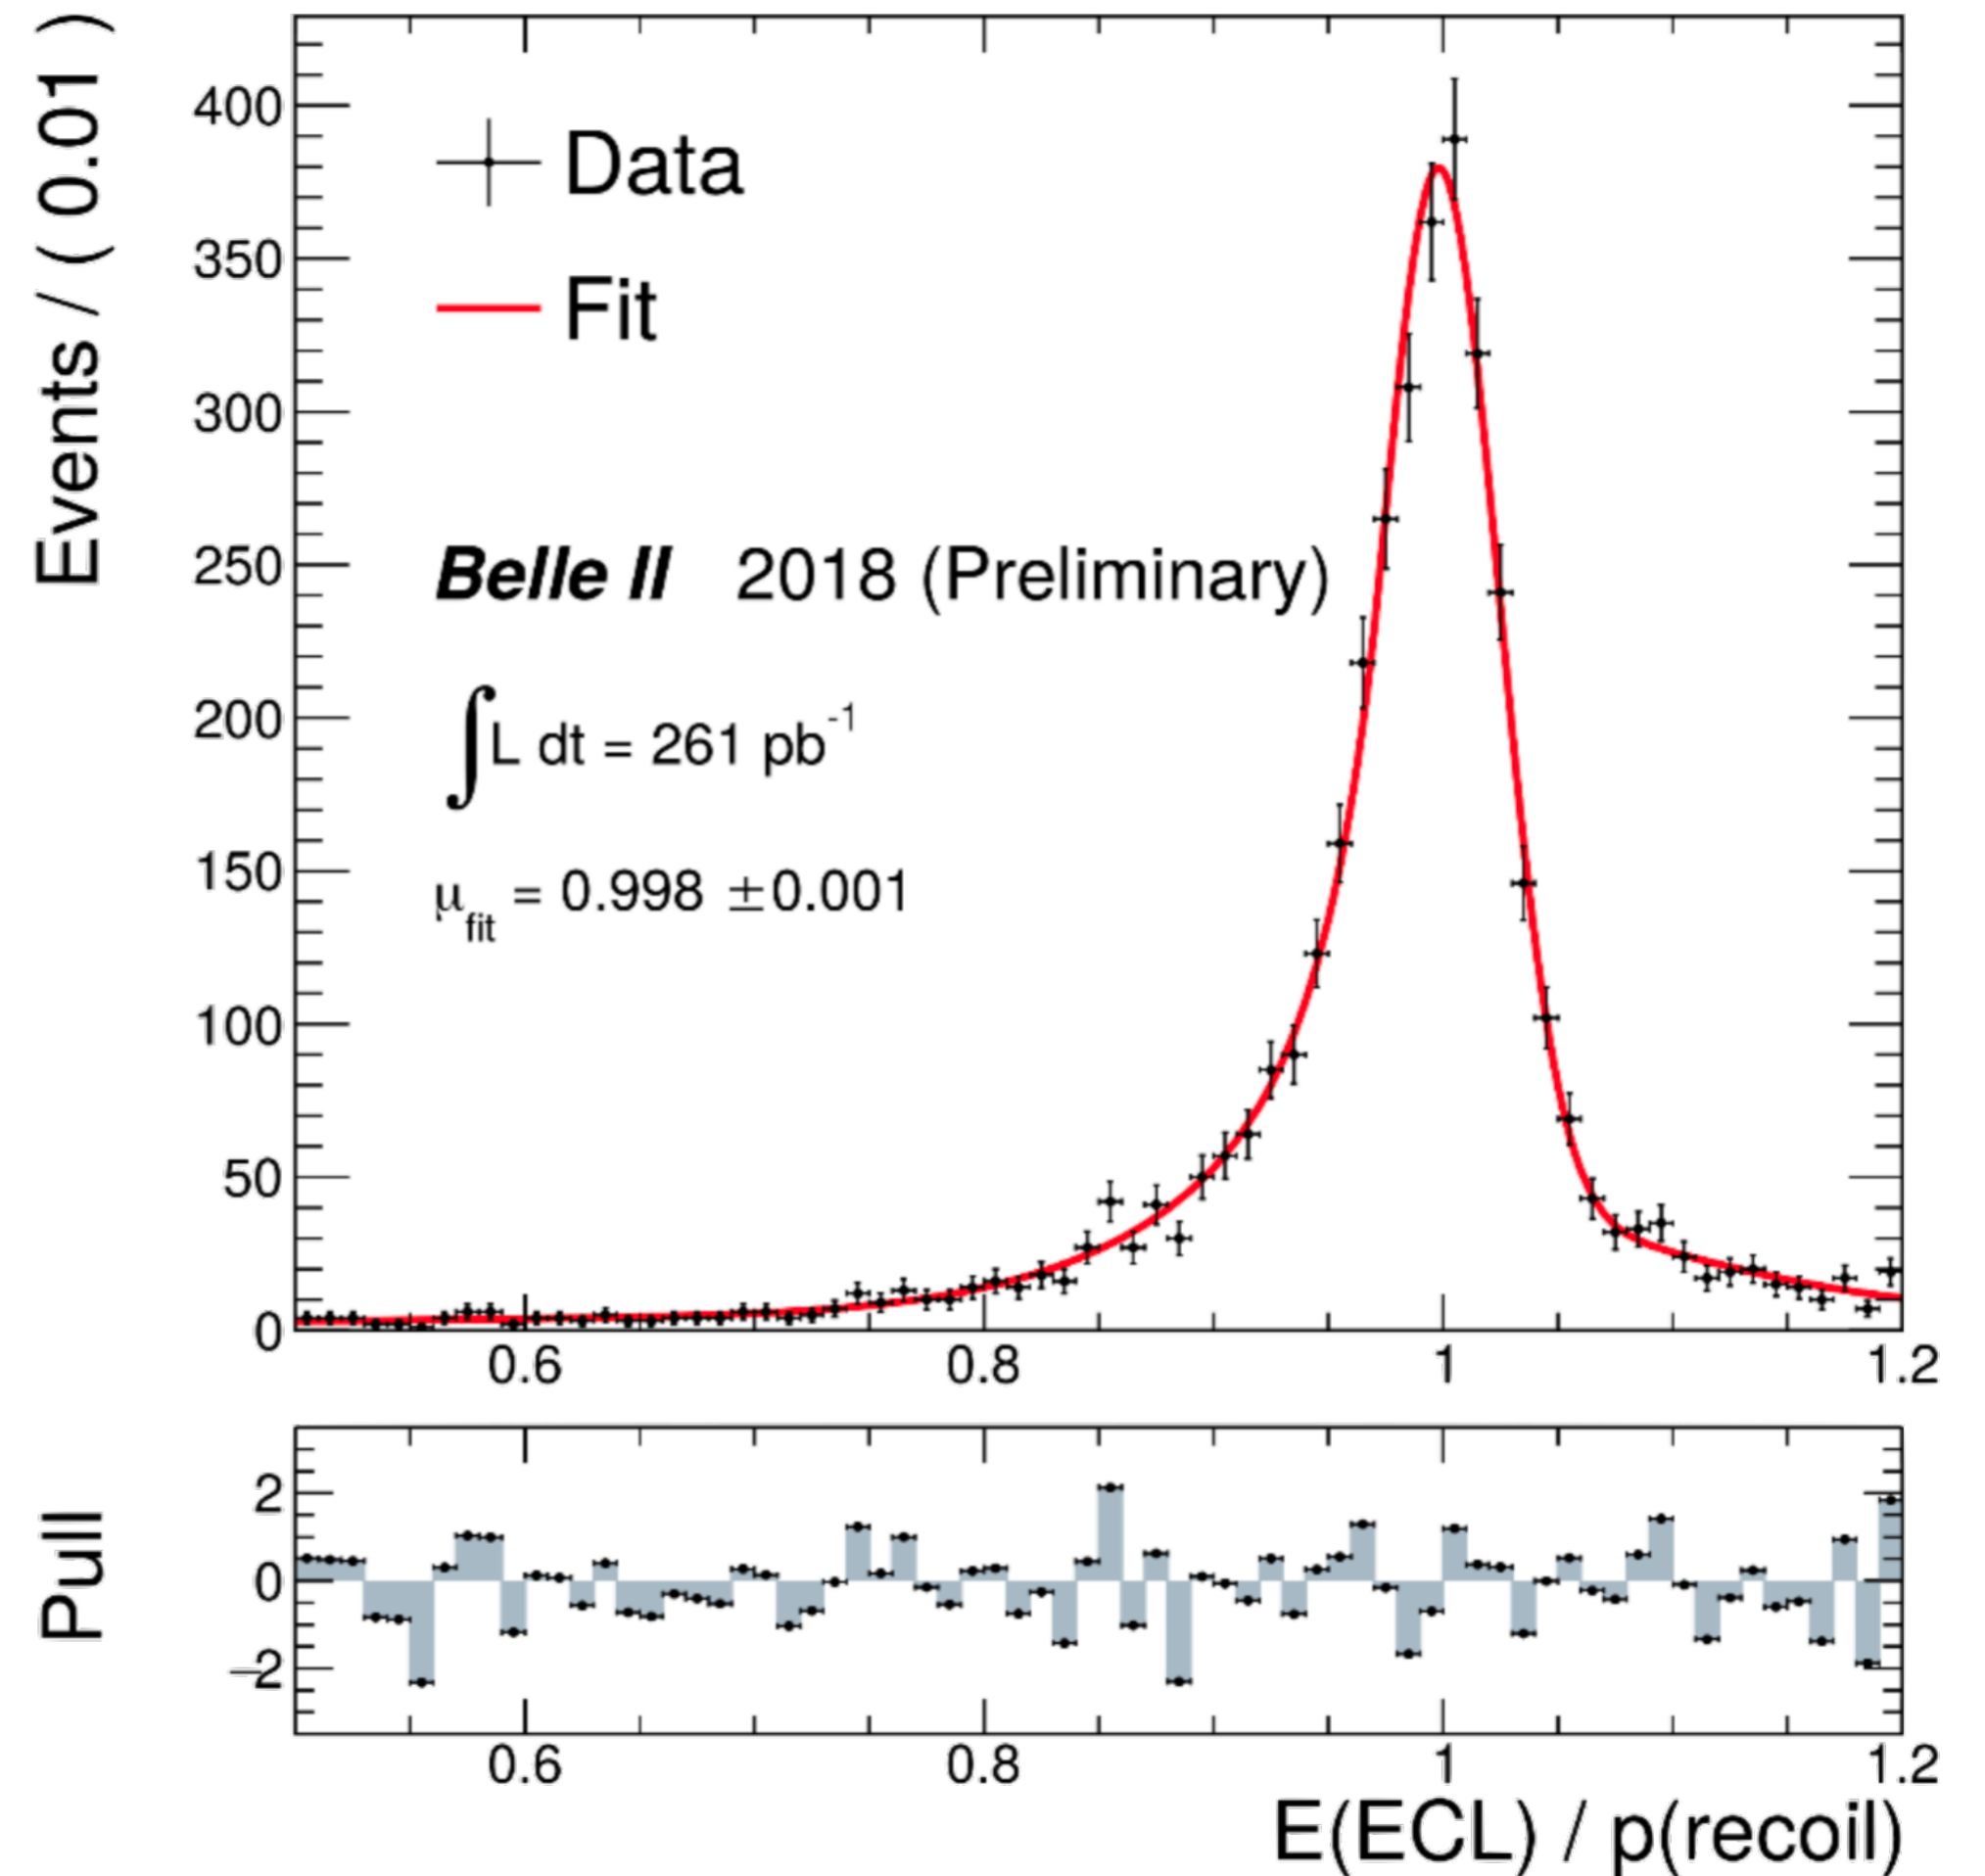 Events / ( 0.01 )
400
350
300
250
200
150
100
50
0
Data
Fit
Belle II 2018 (Preliminary)
∫L dt = 261 pb⁻¹
μfit = 0.998 ±0.001
0.6 0.8 1 1.2
Pull
2
0
−2
0.6 0.8 1 1.2
E(ECL) / p(recoil)